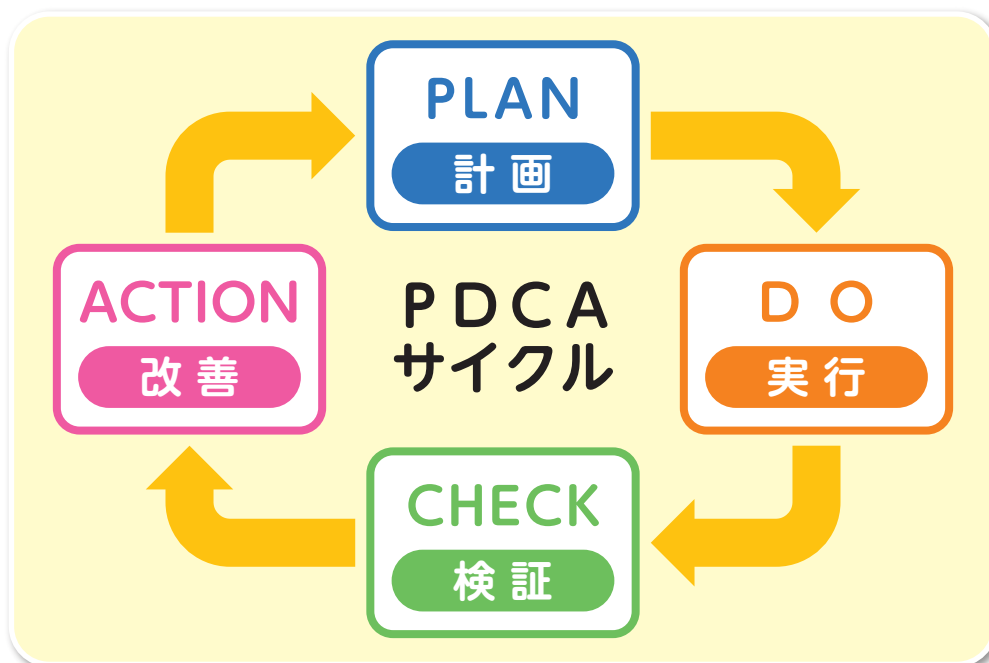 PLAN
計画
DO
実行
CHECK
検証
ACTION
改善
PDCA
サイクル